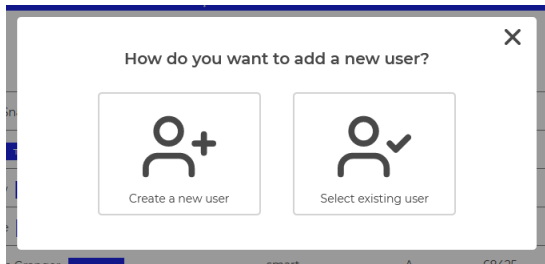 How do you want to add a new user?
Create a new user
Select existing user